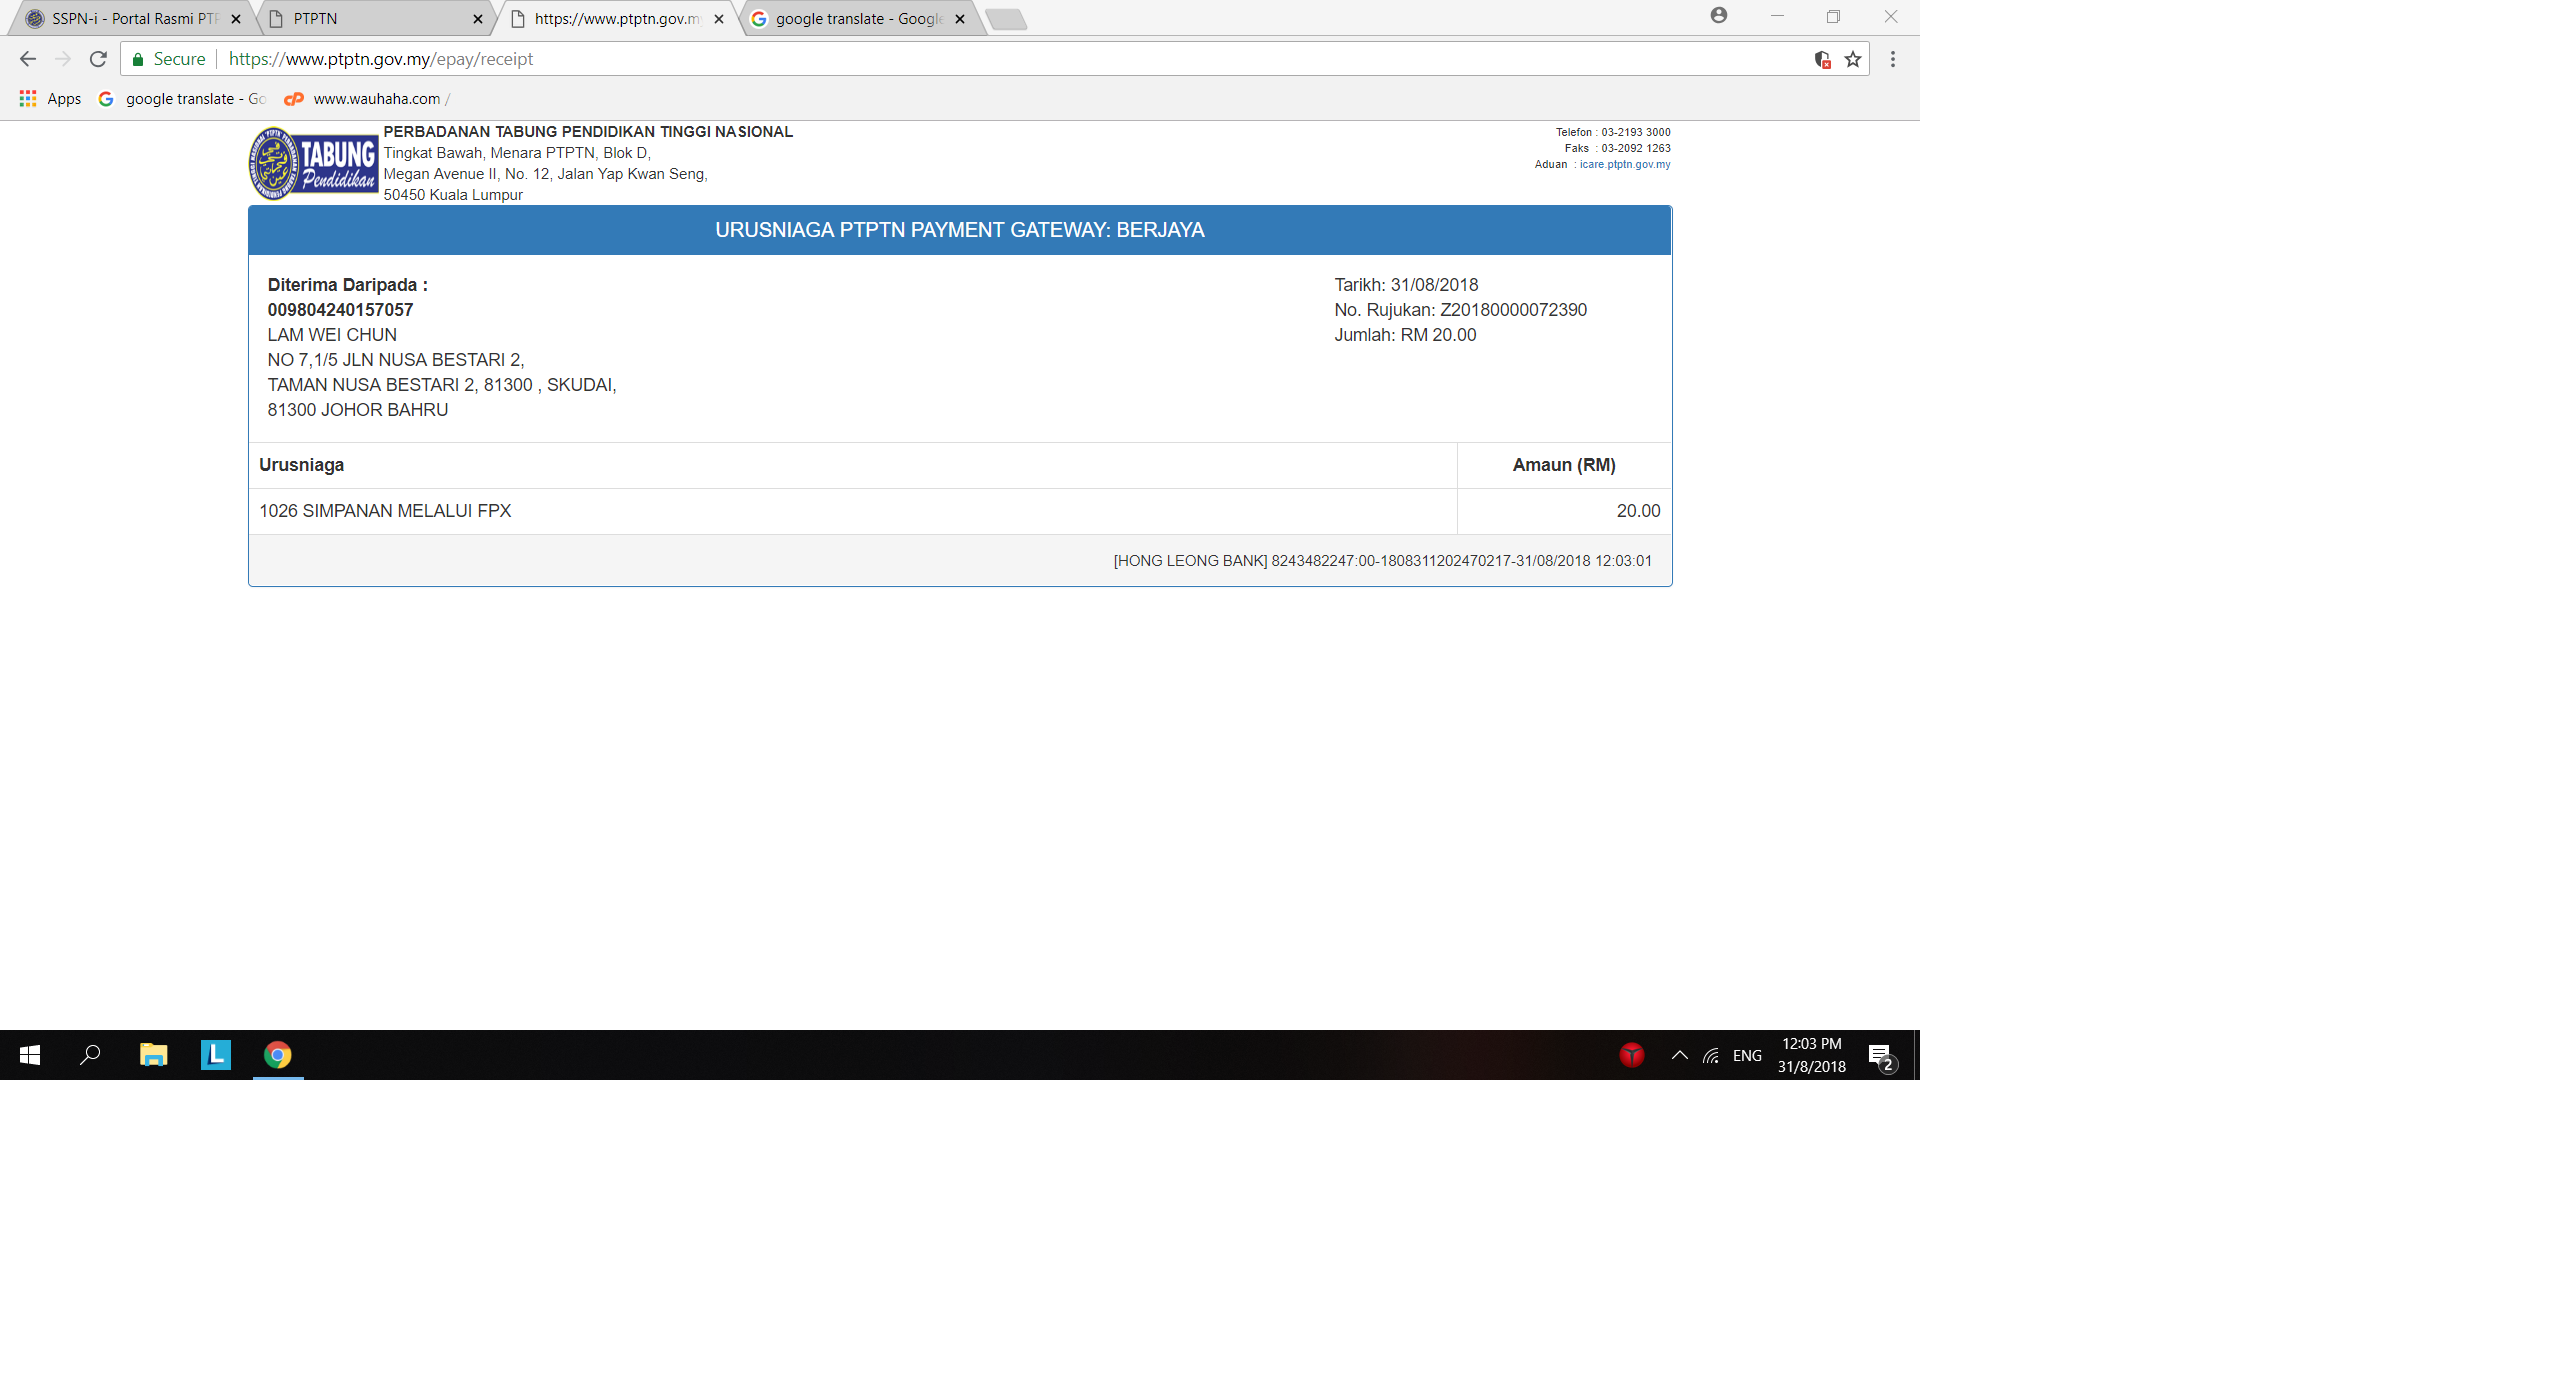 SSPN-i - Portal Rasmi PTP
PTPTN
https://www.ptptn.gov.m
google translate - Google
Secure
https://www.ptptn.gov.my/epay/receipt
Apps
google translate - Go
www.wauhaha.com /
TABUNG
Pendidikan
PERBADANAN TABUNG PENDIDIKAN TINGGI NASIONAL
Tingkat Bawah, Menara PTPTN, Blok D,
Megan Avenue II, No. 12, Jalan Yap Kwan Seng,
50450 Kuala Lumpur
Telefon : 03-2193 3000
Faks : 03-2092 1263
Aduan : icare.ptptn.gov.my
URUSNIAGA PTPTN PAYMENT GATEWAY: BERJAYA
Diterima Daripada :
009804240157057
LAM WEI CHUN
NO 7,1/5 JLN NUSA BESTARI 2,
TAMAN NUSA BESTARI 2, 81300 , SKUDAI,
81300 JOHOR BAHRU
Tarikh: 31/08/2018
No. Rujukan: Z20180000072390
Jumlah: RM 20.00
Urusniaga
Amaun (RM)
1026 SIMPANAN MELALUI FPX
20.00
[HONG LEONG BANK] 8243482247:00-1808311202470217-31/08/2018 12:03:01
L
ENG
12:03 PM
31/8/2018
2